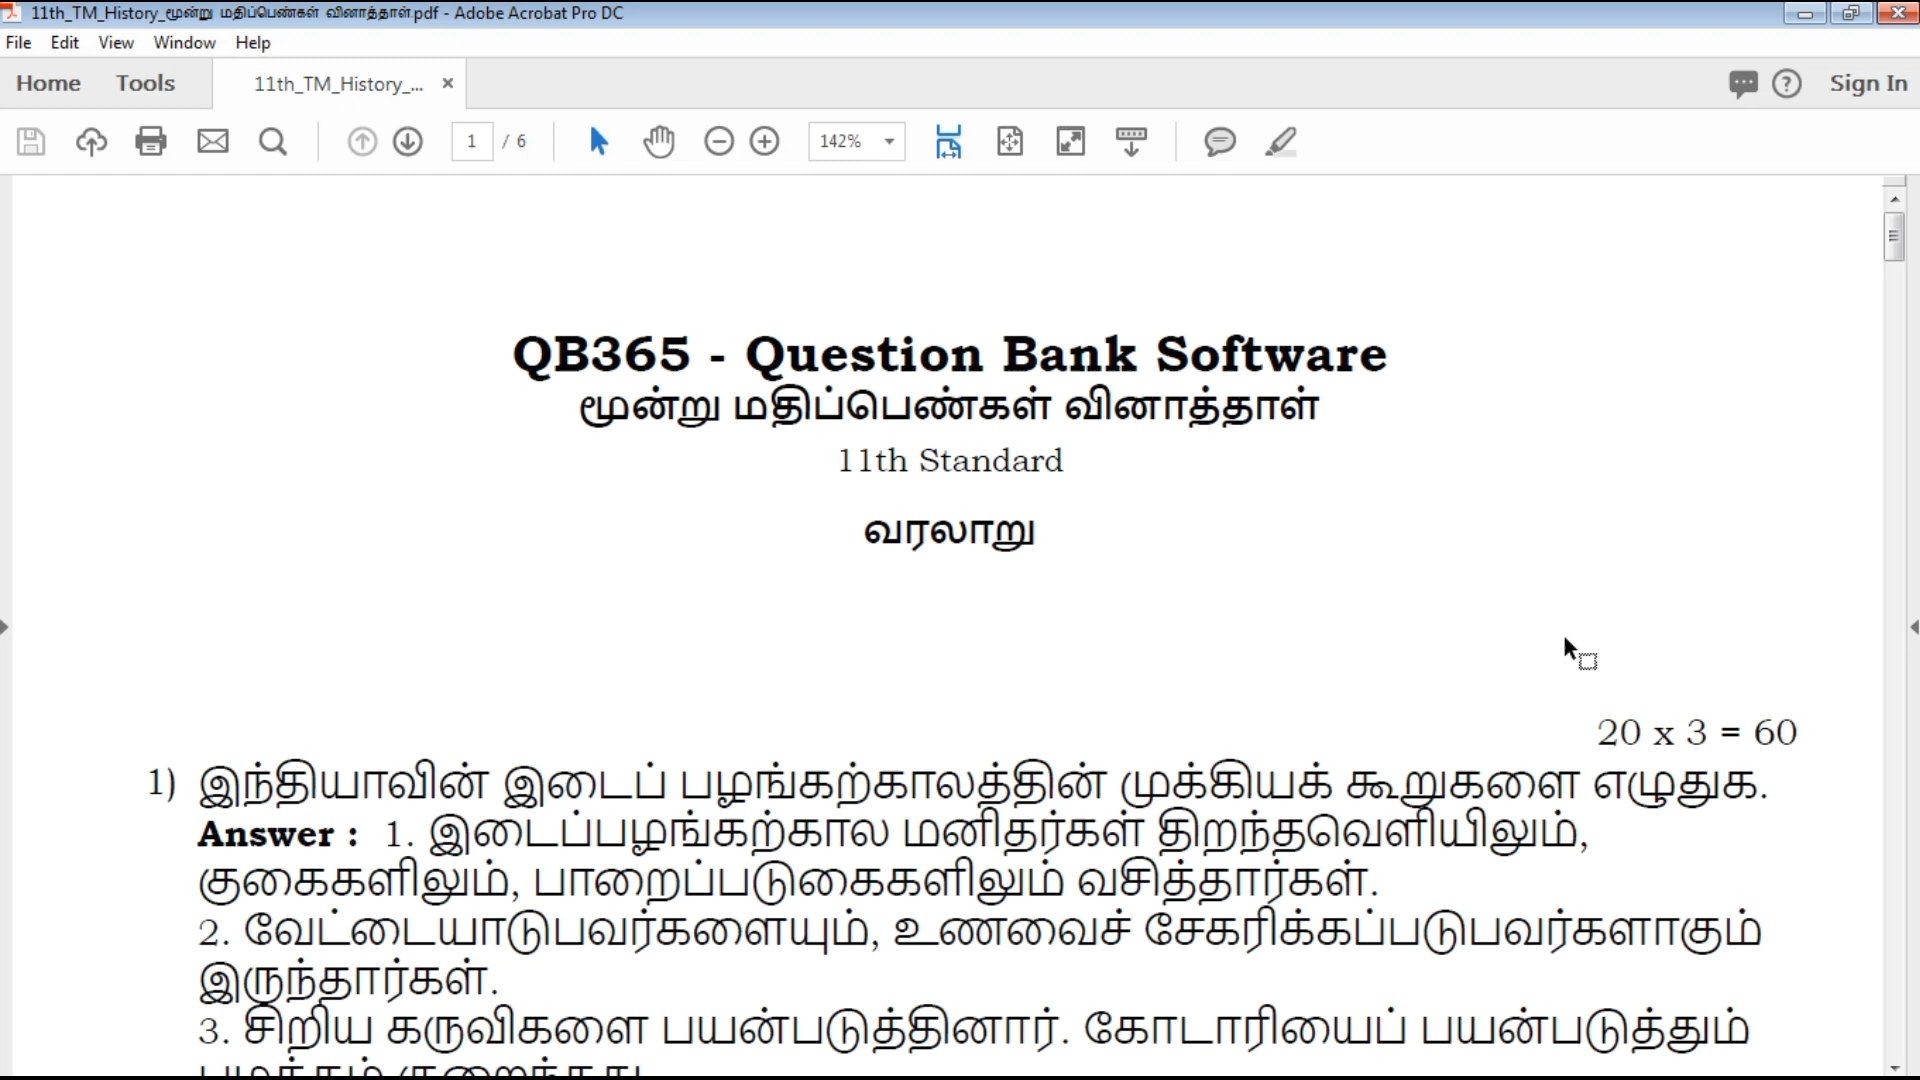 11th_TM_History_மூன்று மதிப்பெண்கள் வினாத்தாள்.pdf - Adobe Acrobat Pro DC
File Edit View Window Help
Home Tools 11th_TM_History_... × Sign In
1 / 6 142%
QB365 - Question Bank Software
மூன்று மதிப்பெண்கள் வினாத்தாள்
11th Standard
வரலாறு
20 x 3 = 60
1) இந்தியாவின் இடைப் பழங்கற்காலத்தின் முக்கியக் கூறுகளை எழுதுக.
Answer : 1. இடைப்பழங்கற்கால மனிதர்கள் திறந்தவெளியிலும்,
குகைகளிலும், பாறைப்படுகைகளிலும் வசித்தார்கள்.
2. வேட்டையாடுபவர்களையும், உணவைச் சேகரிக்கப்படுபவர்களாகும்
இருந்தார்கள்.
3. சிறிய கருவிகளை பயன்படுத்தினார். கோடாரியைப் பயன்படுத்தும்